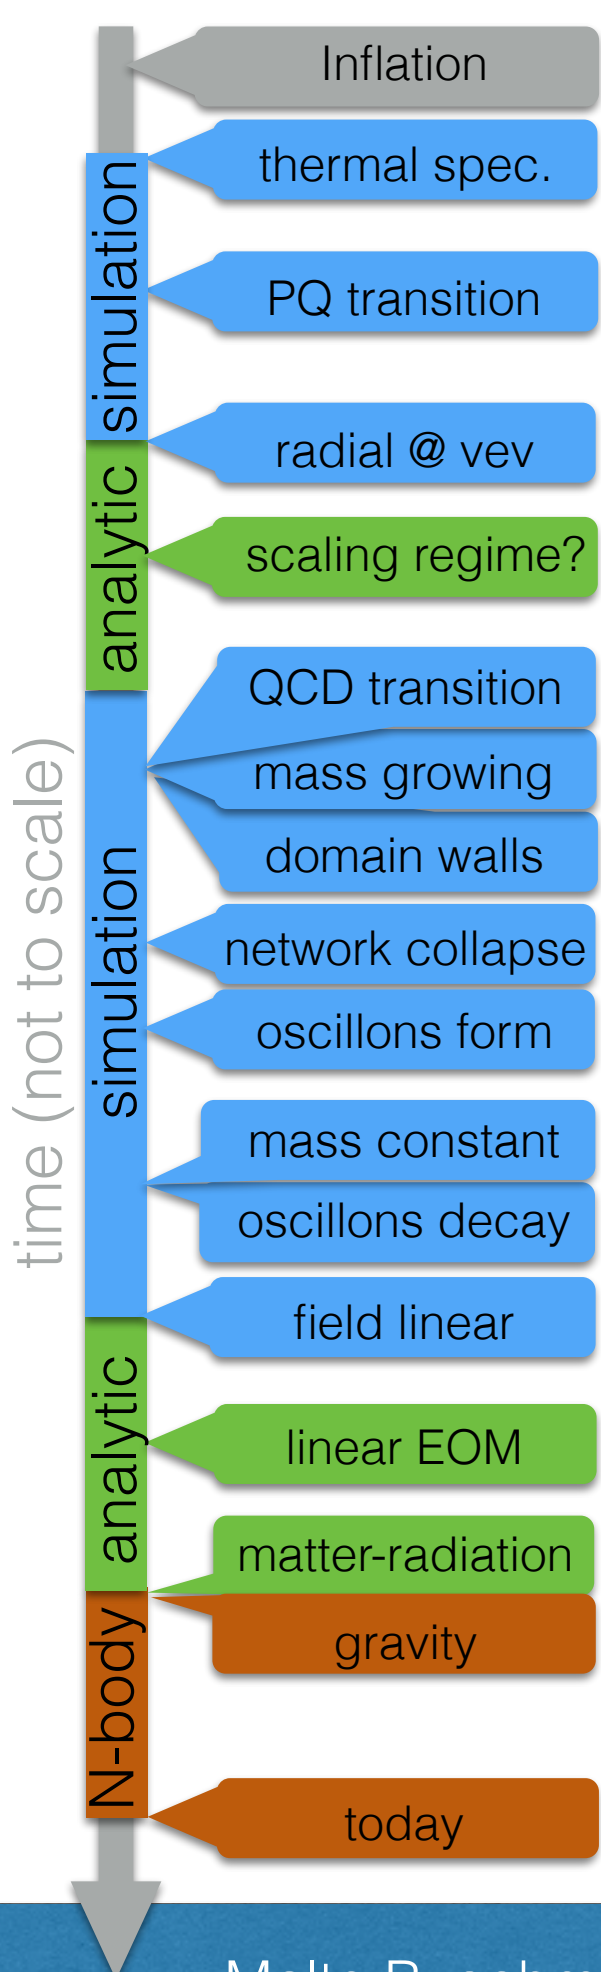 Inflation
thermal spec.
simulation
PQ transition
radial @ vev
analytic
scaling regime?
QCD transition
mass growing
domain walls
time (not to scale)
simulation
network collapse
oscillons form
mass constant
oscillons decay
field linear
analytic
linear EOM
matter-radiation
gravity
N-body
today